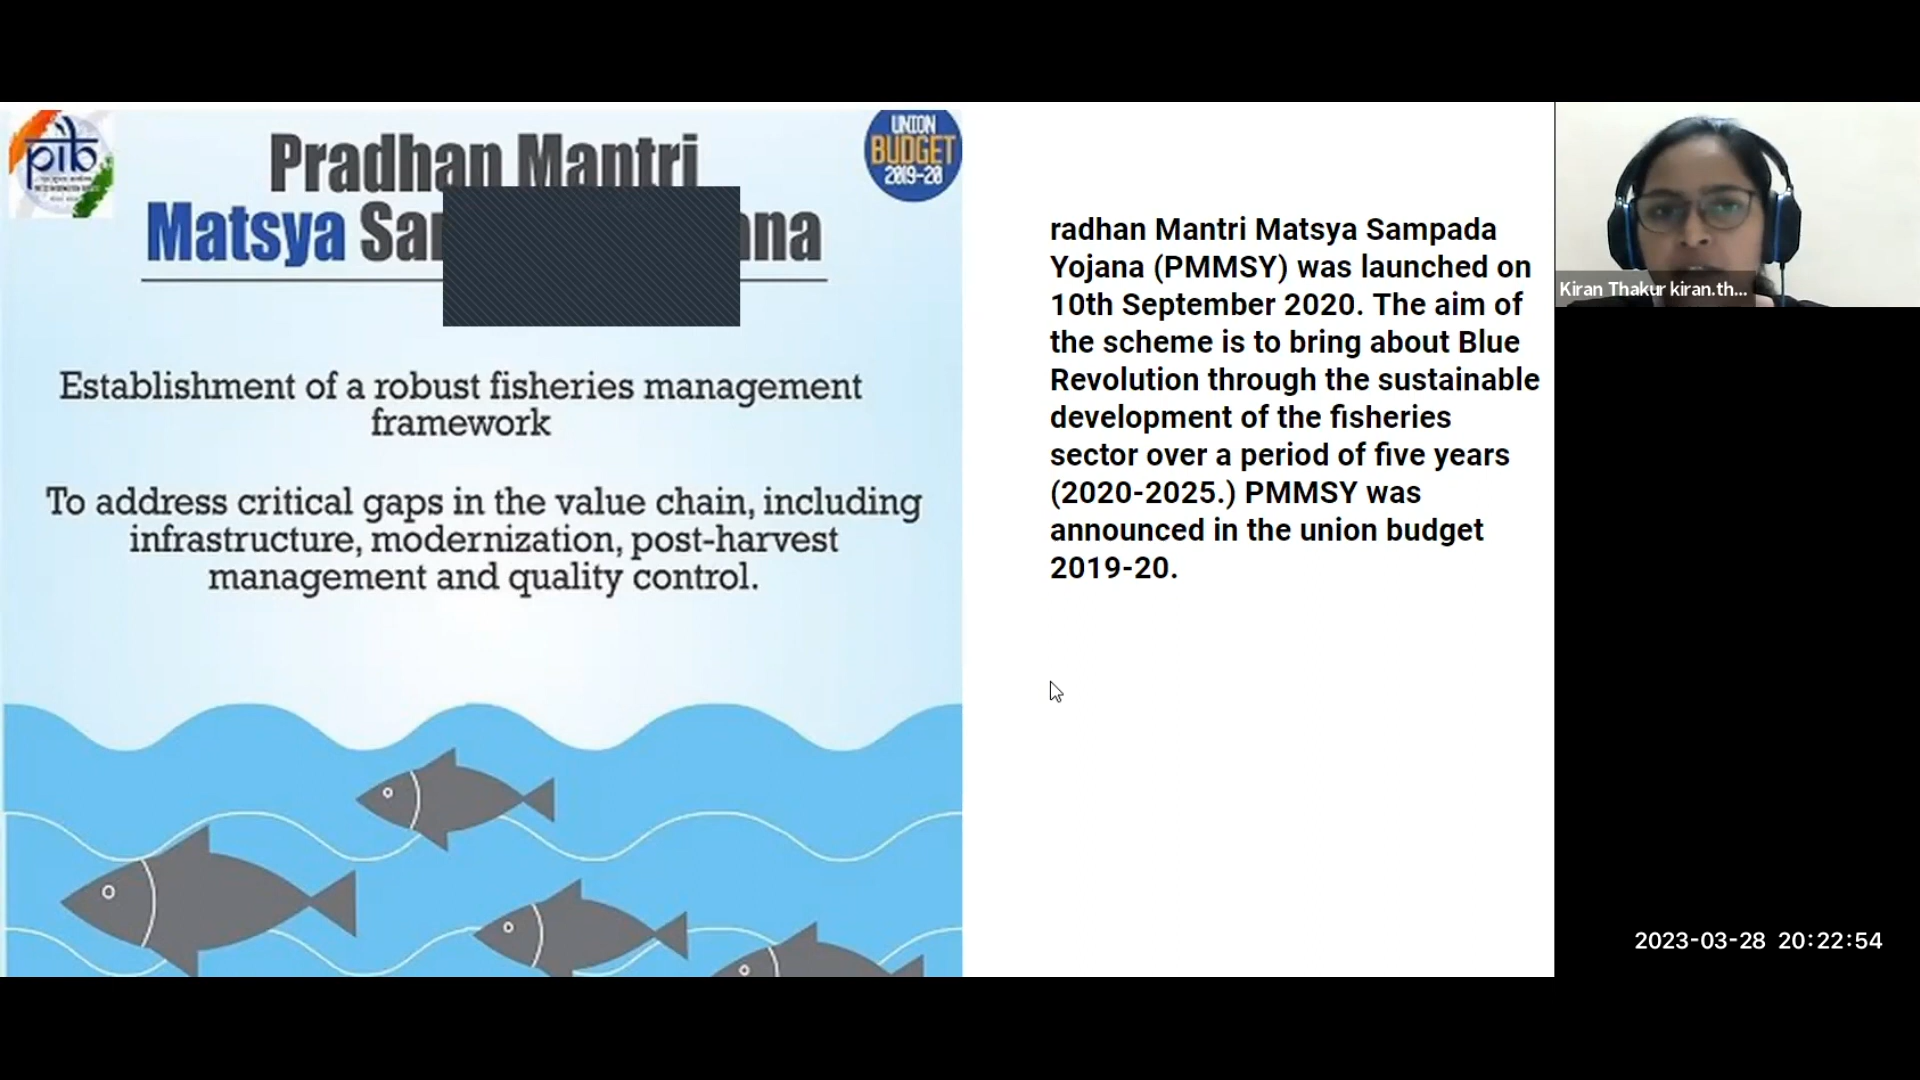 pib
Pradhan Mantri
Matsya
UNION
BUDGET
2019-20
Establishment of a robust fisheries management
framework
To address critical gaps in the value chain, including
infrastructure, modernization, post-harvest
management and quality control.
radhan Mantri Matsya Sampada
Yojana (PMMSY) was launched on
10th September 2020. The aim of
the scheme is to bring about Blue
Revolution through the sustainable
development of the fisheries
sector over a period of five years
(2020-2025.) PMMSY was
announced in the union budget
2019-20.
Kiran Thakur kiran.th...
2023-03-28 20:22:54